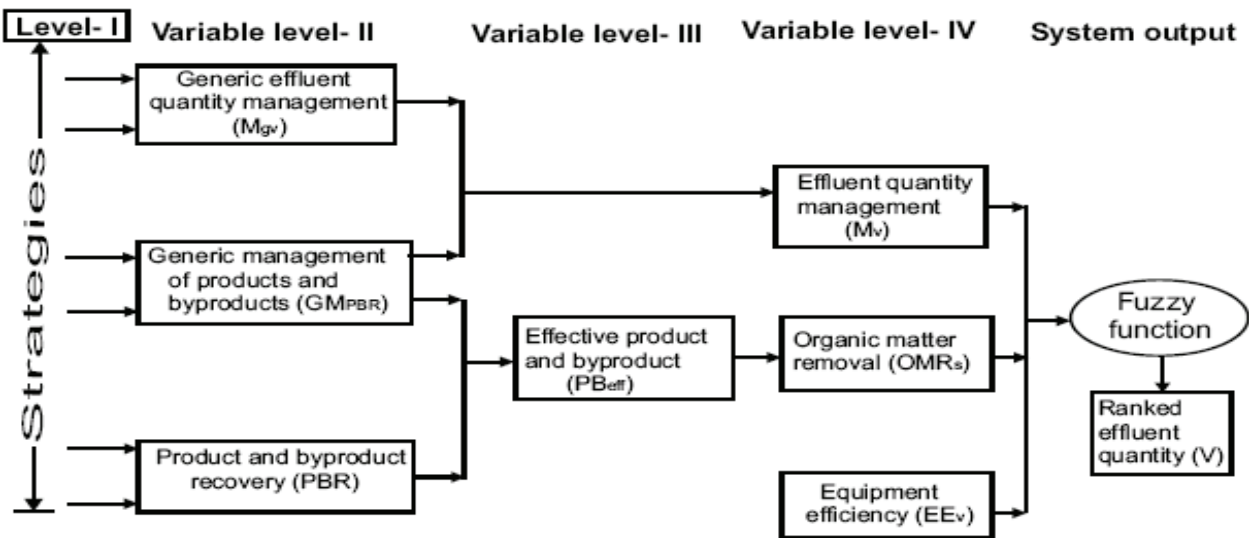 Level- I
Variable level- II
Variable level- III
Variable level- IV
System output
Strategies
Generic effluent
quantity management
(Mgv)
Generic management
of products and
byproducts (GMPBR)
Product and byproduct
recovery (PBR)
Effective product
and byproduct
(PBeff)
Effluent quantity
management
(Mv)
Organic matter
removal (OMRs)
Equipment
efficiency (EEv)
Fuzzy
function
Ranked
effluent
quantity (V)